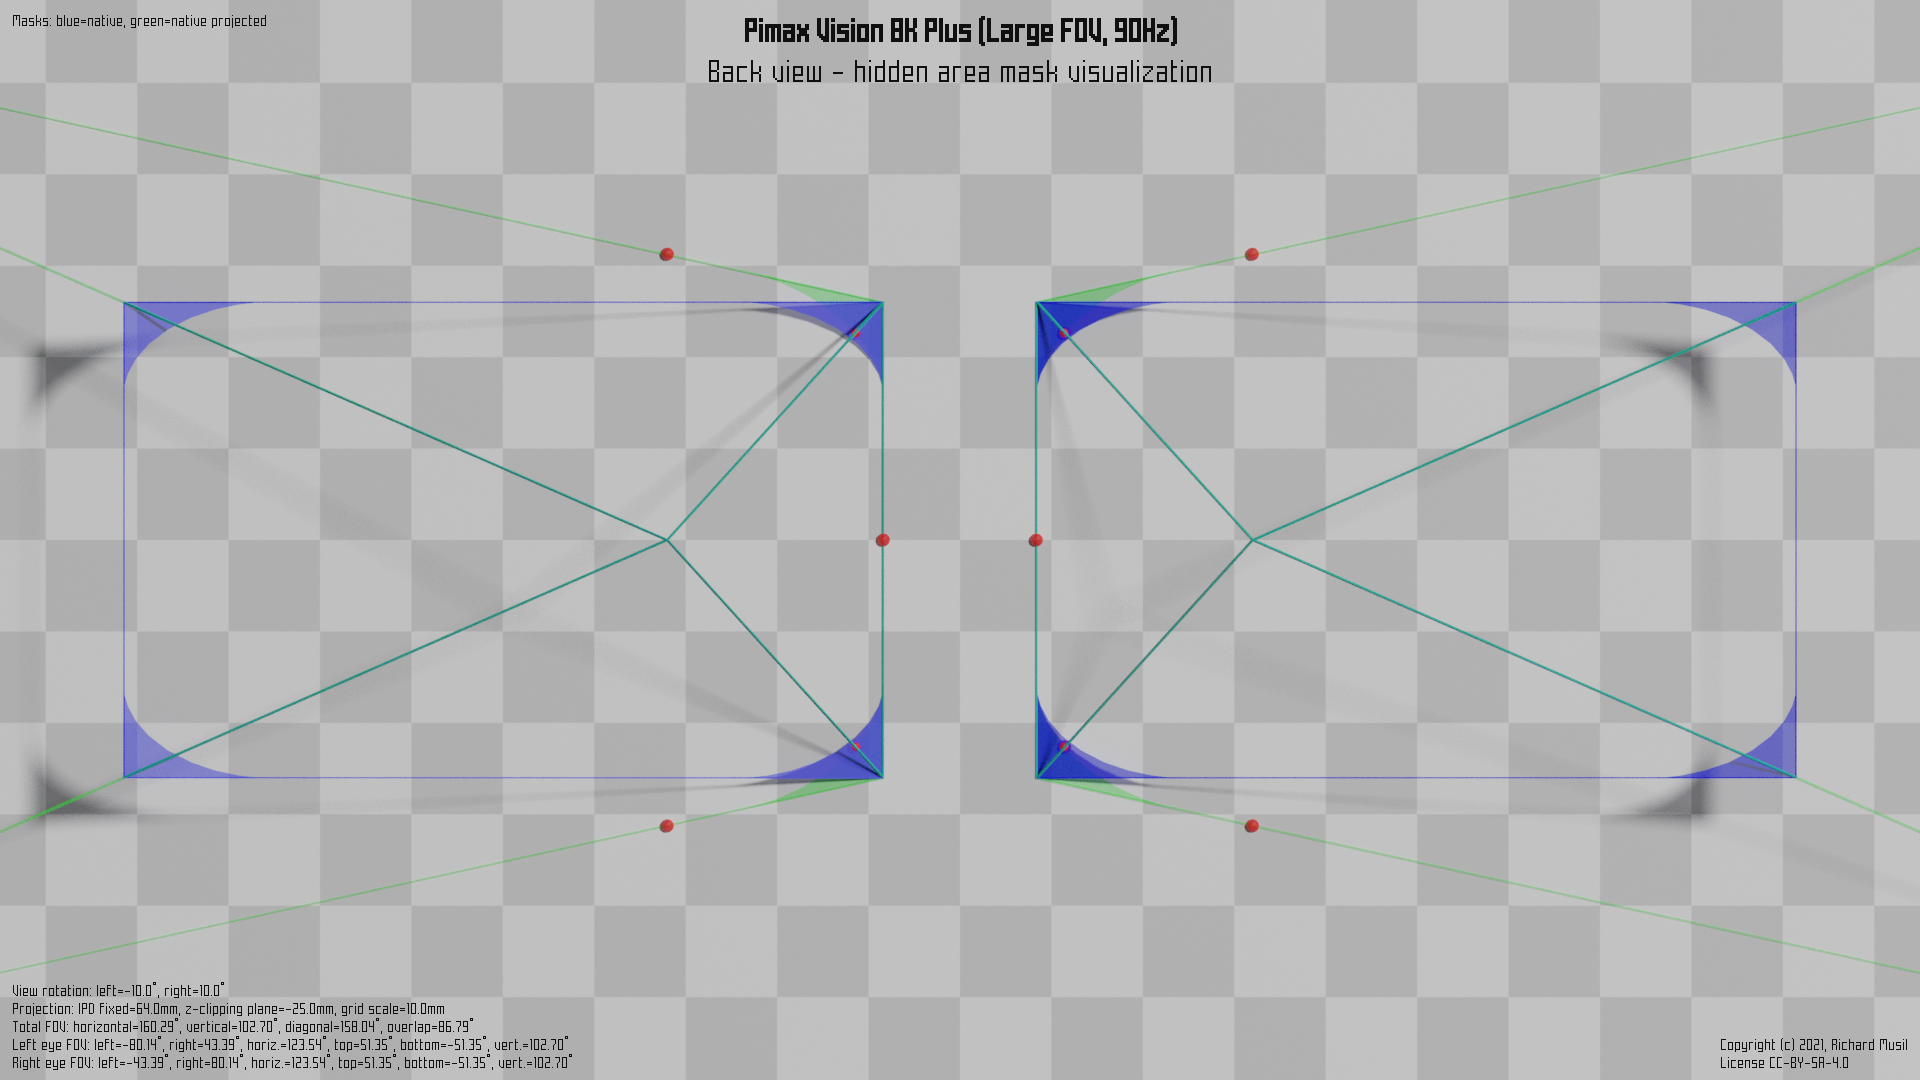 Masks: blue=native, green=native projected
Pimax Vision 8K Plus (Large FOV, 90Hz)
Back view - hidden area mask visualization
View rotation: left=-10.0°, right=10.0°
Projection: IPD fixed=64.0mm, z-clipping plane=-25.0mm, grid scale=10.0mm
Total FOV: horizontal=160.29°, vertical=102.70°, diagonal=158.04°, overlap=86.79°
Left eye FOV: left=-80.14°, right=43.39°, horiz.=123.54°, top=51.35°, bottom=-51.35°, vert.=102.70°
Right eye FOV: left=-43.39°, right=80.14°, horiz.=123.54°, top=51.35°, bottom=-51.35°, vert.=102.70°
Copyright (c) 2021, Richard Musil
License CC-BY-SA-4.0